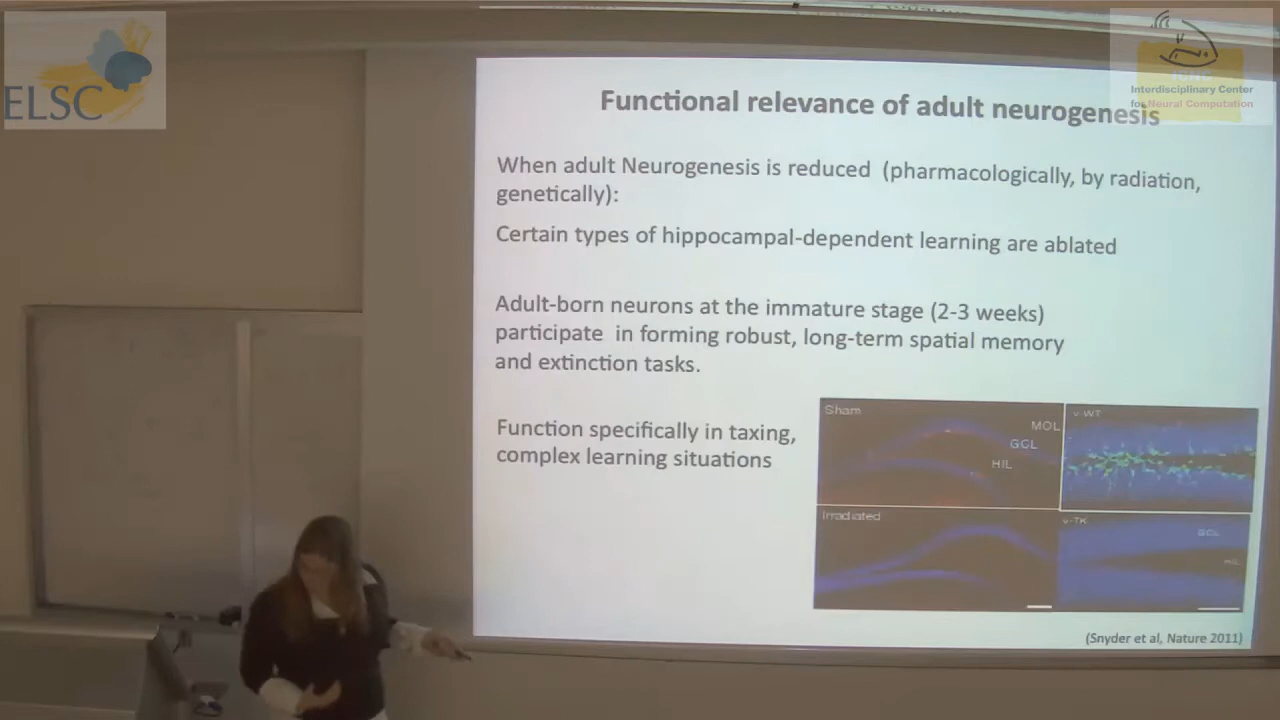 ELSC
Interdisciplinary Center
for Neural Computation
Functional relevance of adult neurogenesis
When adult Neurogenesis is reduced (pharmacologically, by radiation,
genetically):
Certain types of hippocampal-dependent learning are ablated
Adult-born neurons at the immature stage (2-3 weeks)
participate in forming robust, long-term spatial memory
and extinction tasks.
Function specifically in taxing,
complex learning situations
Sham
MOL
GCL
HIL
v-WT
Irradiated
v-TK
GCL
HIL
(Snyder et al, Nature 2011)